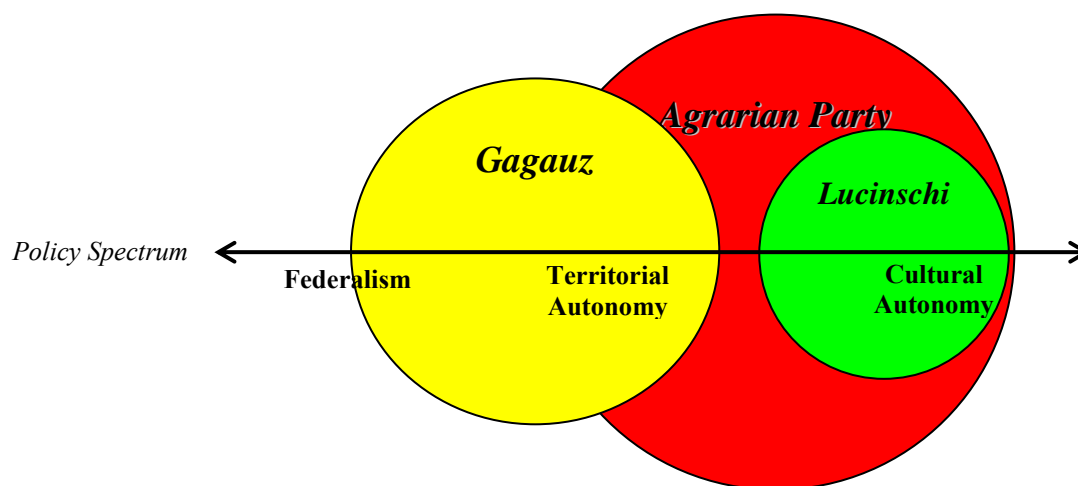 Agrarian Party
Gagauz
Lucinschi
Policy Spectrum
Federalism
Territorial
Autonomy
Cultural
Autonomy